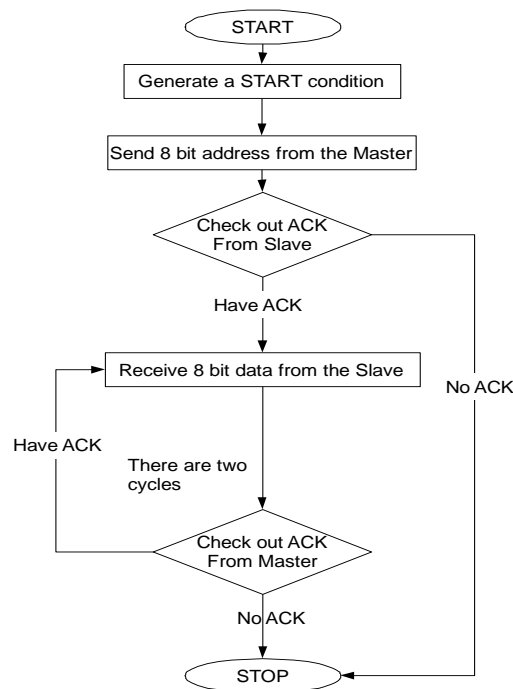 START
Generate a START condition
Send 8 bit address from the Master
Check out ACK
From Slave
Have ACK
Receive 8 bit data from the Slave
No ACK
Have ACK
There are two
cycles
Check out ACK
From Master
No ACK
STOP